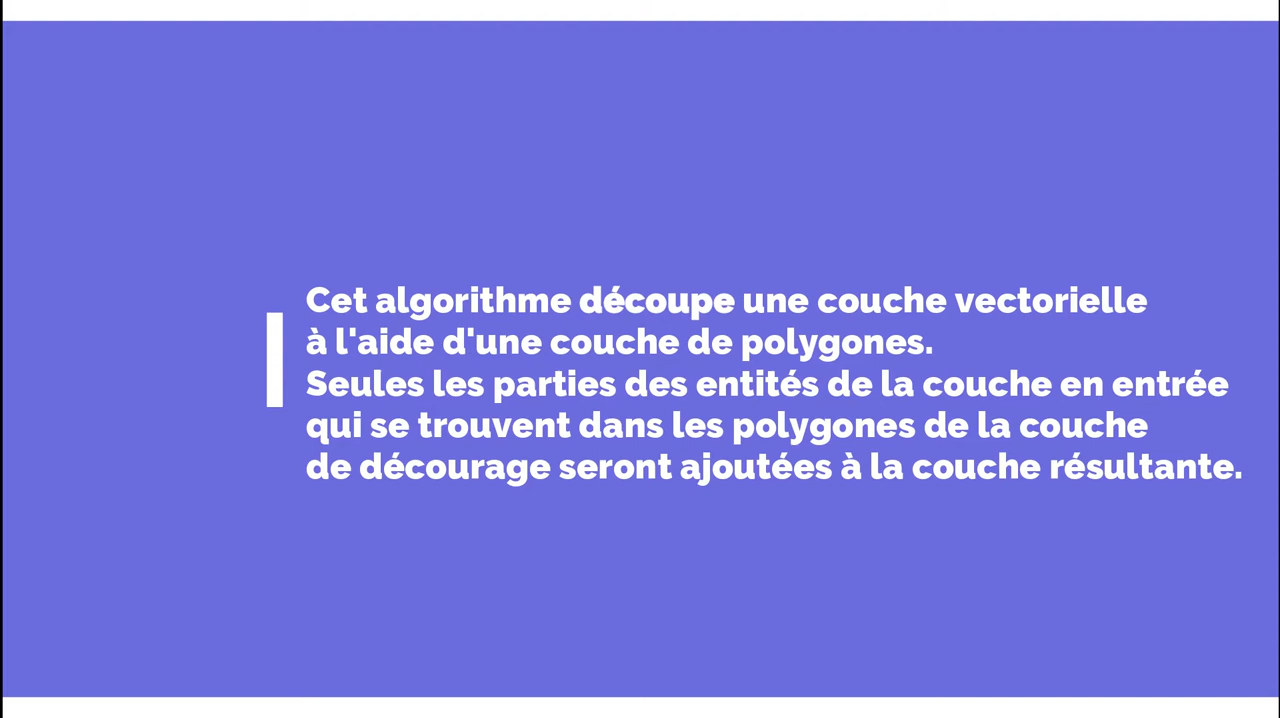 Cet algorithme découpe une couche vectorielle
à l'aide d'une couche de polygones.
Seules les parties des entités de la couche en entrée
qui se trouvent dans les polygones de la couche
de décourage seront ajoutées à la couche résultante.